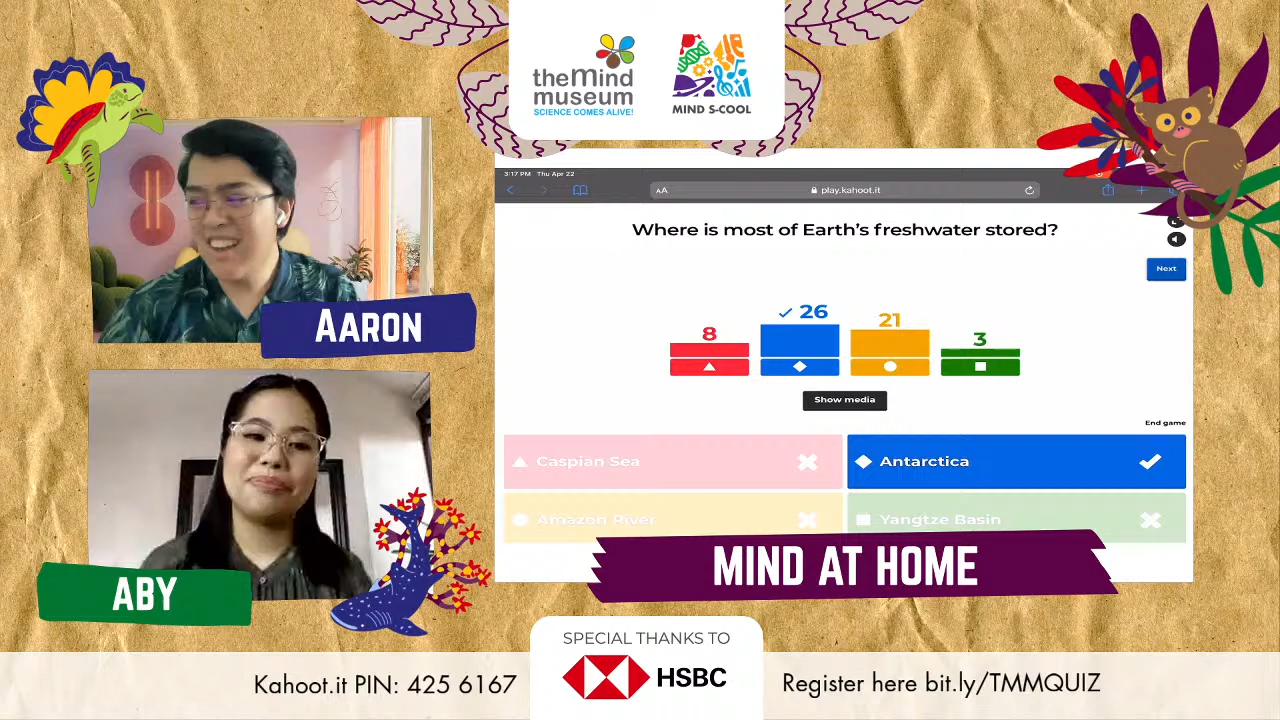 theMind
museum
SCIENCE COMES ALIVE!
MIND S-COOL
3:17 PM Thu Apr 22
AA
play.kahoot.it
Where is most of Earth's freshwater stored?
Next
8
26
21
3
Show media
End game
Caspian Sea
Antarctica
Amazon River
Yangtze Basin
AARON
ABY
MIND AT HOME
SPECIAL THANKS TO
HSBC
Kahoot.it PIN: 425 6167
Register here bit.ly/TMMQUIZ